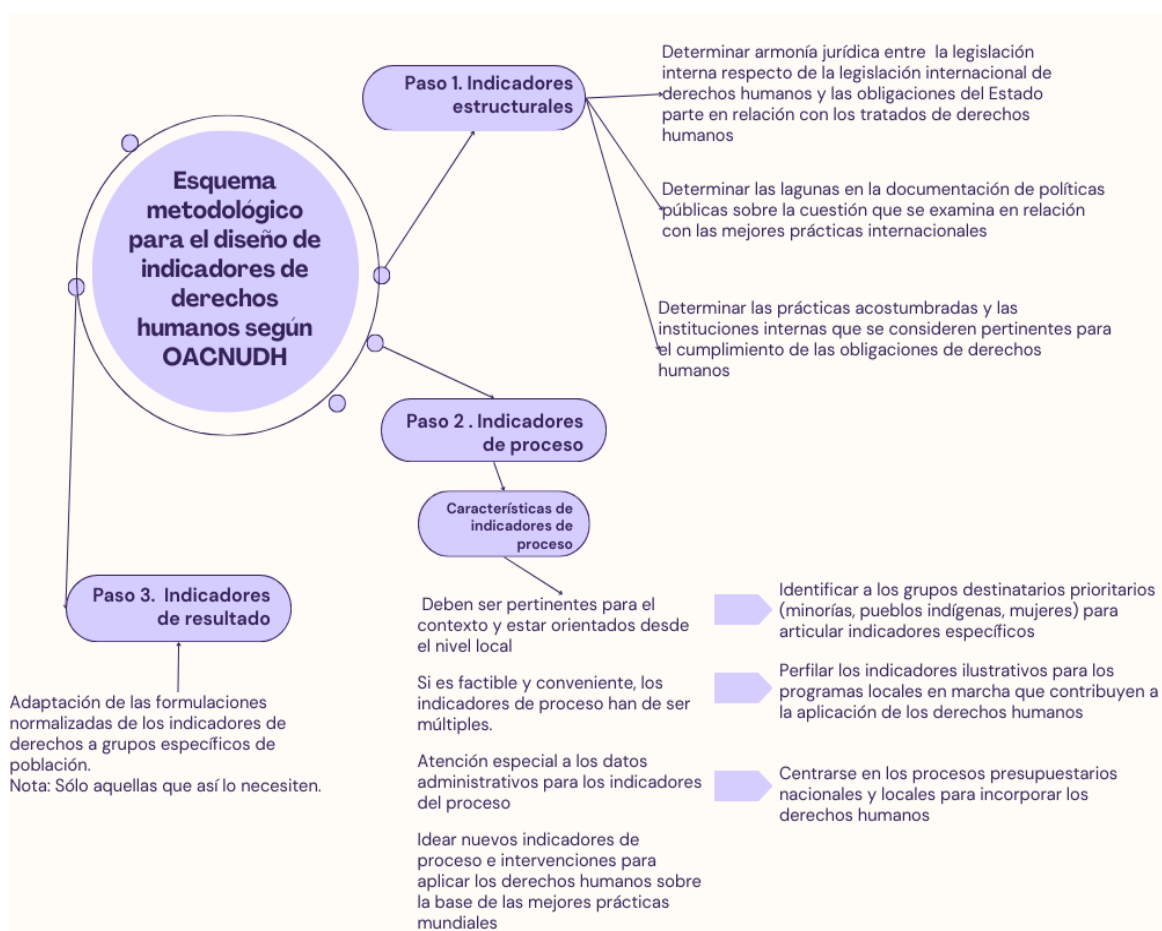 Esquema
metodológico
para el diseño de
indicadores de
derechos
humanos según
OACNUDH
Paso 1. Indicadores
estructurales
Determinar armonía jurídica entre la legislación
interna respecto de la legislación internacional de
derechos humanos y las obligaciones del Estado
parte en relación con los tratados de derechos
humanos
Determinar las lagunas en la documentación de políticas
públicas sobre la cuestión que se examina en relación
con las mejores prácticas internacionales
Determinar las prácticas acostumbradas y las
instituciones internas que se consideren pertinentes para
el cumplimiento de las obligaciones de derechos
humanos
Paso 2 . Indicadores
de proceso
Características de
indicadores de
proceso
Deben ser pertinentes para el
contexto y estar orientados desde
el nivel local
Identificar a los grupos destinatarios prioritarios
(minorías, pueblos indígenas, mujeres) para
articular indicadores específicos
Si es factible y conveniente, los
indicadores de proceso han de ser
múltiples.
Perfilar los indicadores ilustrativos para los
programas locales en marcha que contribuyen a
la aplicación de los derechos humanos
Atención especial a los datos
administrativos para los indicadores
del proceso
Centrarse en los procesos presupuestarios
nacionales y locales para incorporar los
derechos humanos
Idear nuevos indicadores de
proceso e intervenciones para
aplicar los derechos humanos sobre
la base de las mejores prácticas
mundiales
Paso 3. Indicadores
de resultado
Adaptación de las formulaciones
normalizadas de los indicadores de
derechos a grupos específicos de
población.
Nota: Sólo aquellas que así lo necesiten.